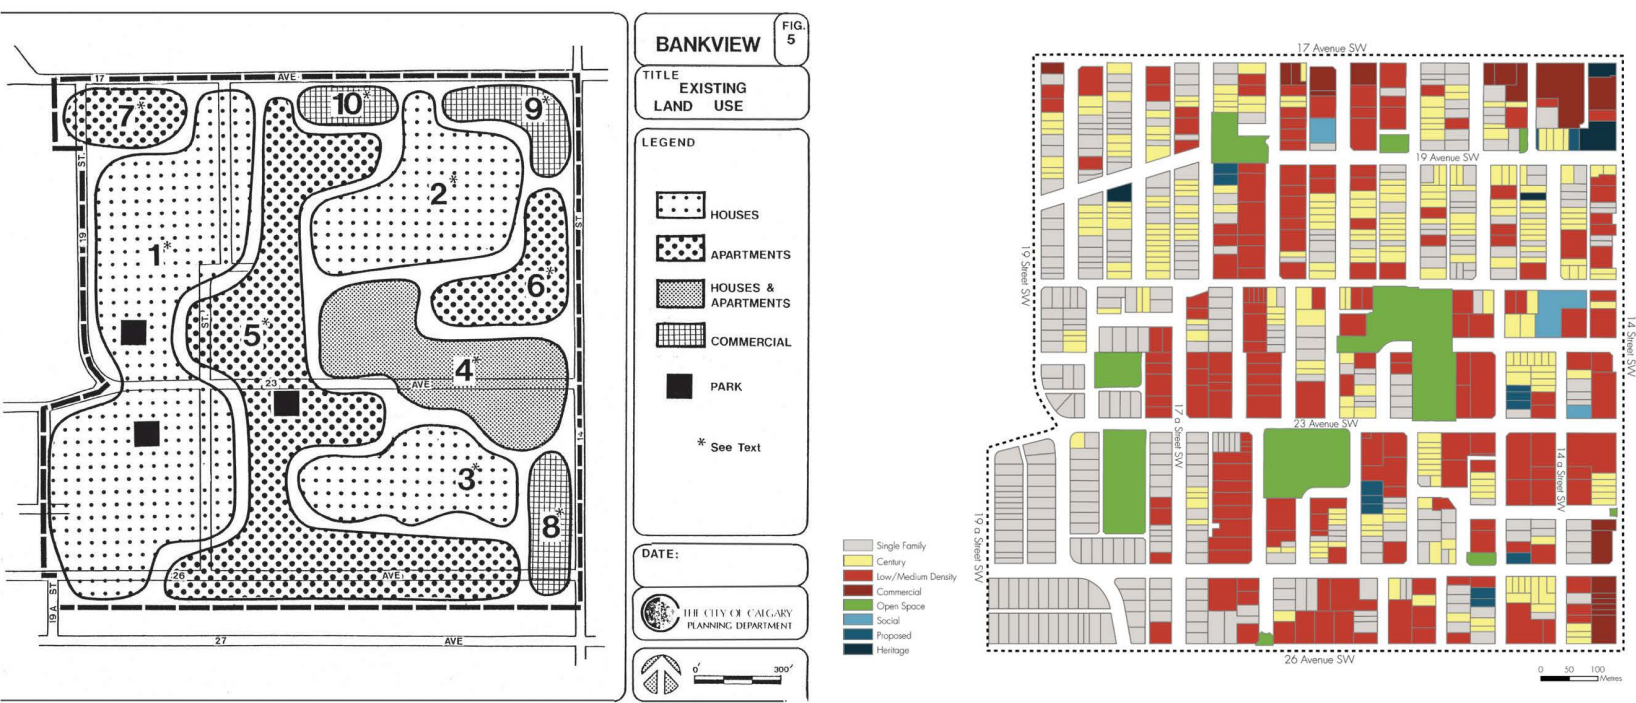 17
AVE
7*
10*
9*
2*
1*
6*
5*
4*
3*
8*
ST.
19
ST.
ST.
14
23
AVE
26
AVE
19 A ST
27
AVE
BANKVIEW
FIG.
5
TITLE
EXISTING
LAND USE
LEGEND
HOUSES
APARTMENTS
HOUSES &
APARTMENTS
COMMERCIAL
PARK
* See Text
DATE:
THE CITY OF CALGARY
PLANNING DEPARTMENT
0' 300'
17 Avenue SW
19 Avenue SW
19 Street SW
14 Street SW
17 a Street SW
23 Avenue SW
14 a Street SW
19 a Street SW
26 Avenue SW
Single Family
Century
Low/Medium Density
Commercial
Open Space
Social
Proposed
Heritage
0 50 100
Metres